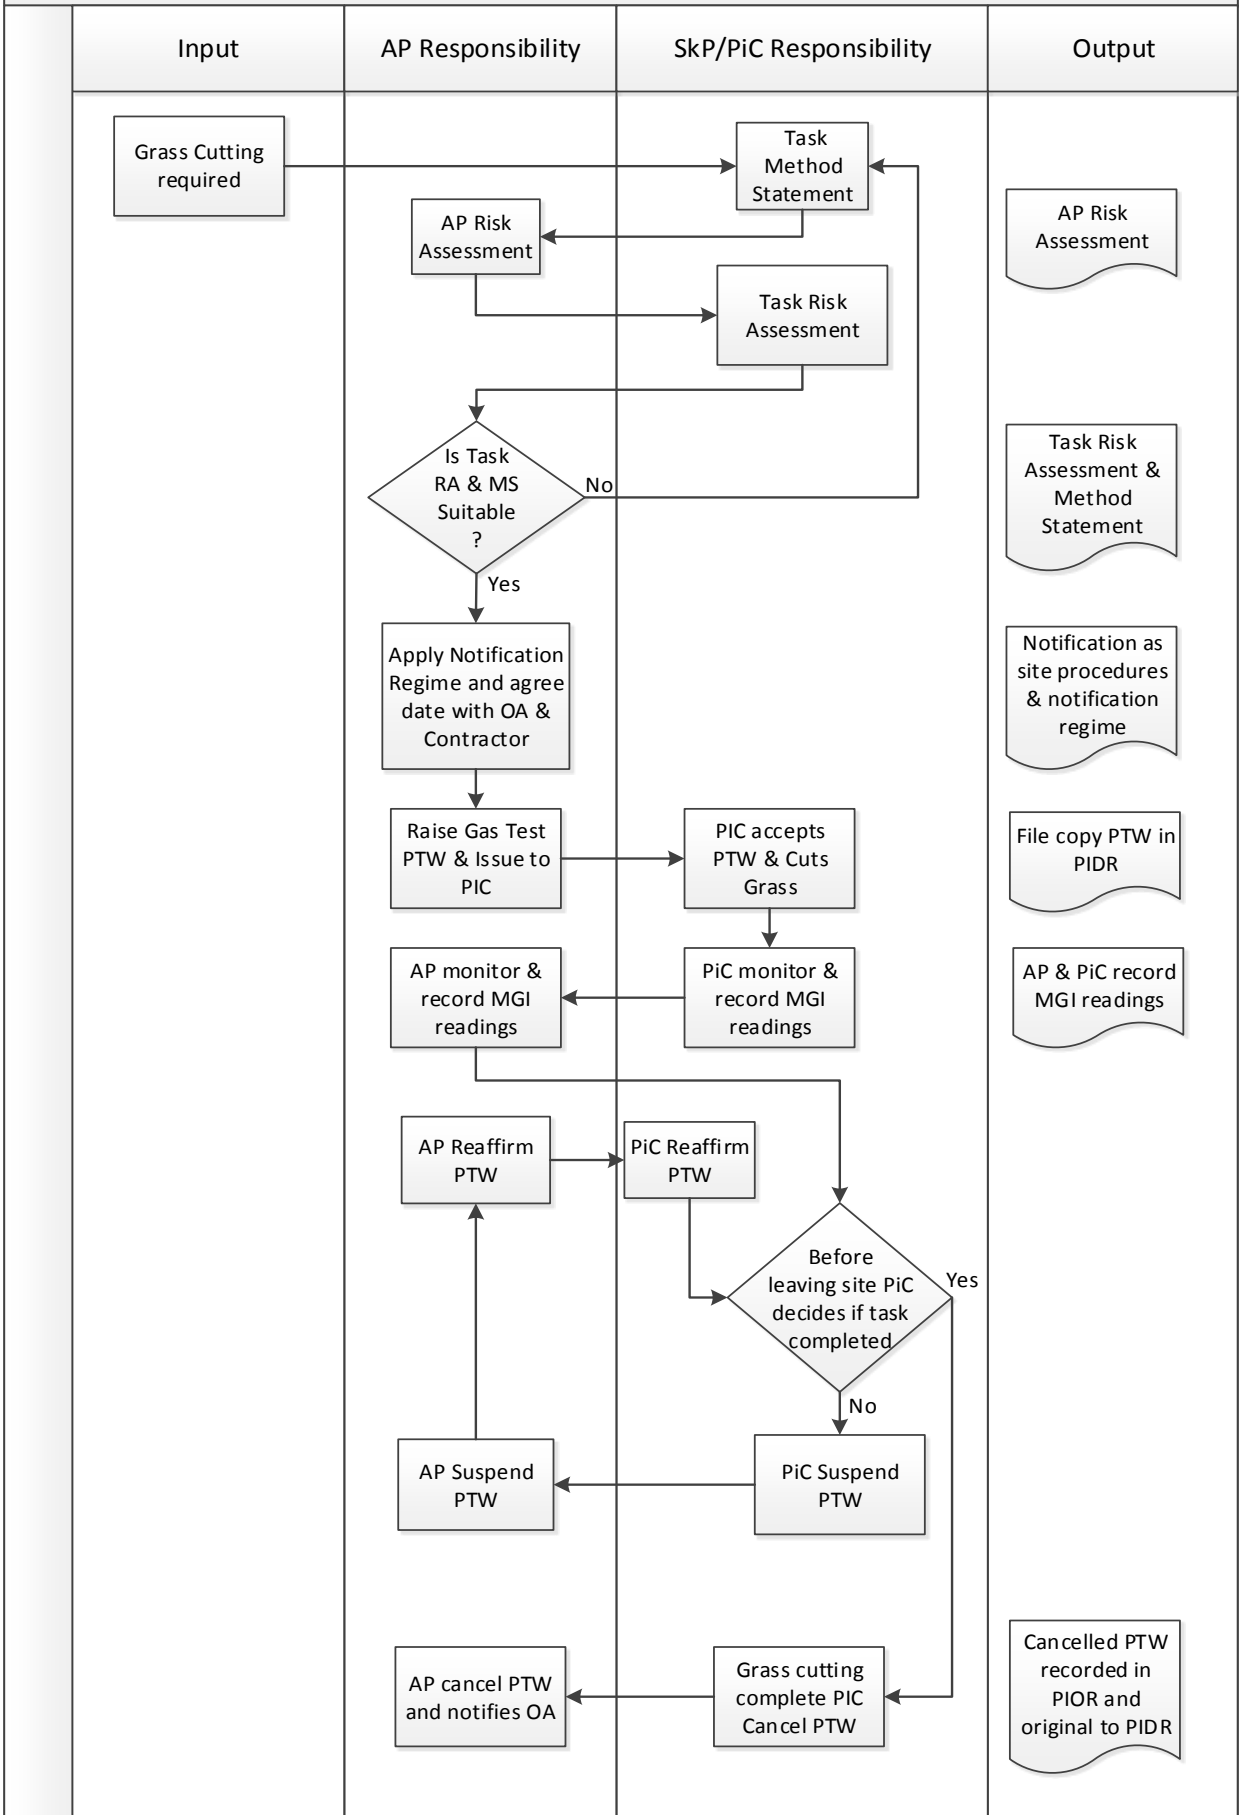 Input
AP Responsibility
SkP/PiC Responsibility
Output
Grass Cutting
required
Task
Method
Statement
AP Risk
Assessment
AP Risk
Assessment
Task Risk
Assessment
Is Task
RA & MS
Suitable
?
No
Yes
Task Risk
Assessment &
Method
Statement
Apply Notification
Regime and agree
date with OA &
Contractor
Notification as
site procedures
& notification
regime
Raise Gas Test
PTW & Issue to
PIC
PIC accepts
PTW & Cuts
Grass
File copy PTW in
PIDR
AP monitor &
record MGI
readings
PiC monitor &
record MGI
readings
AP & PiC record
MGI readings
AP Reaffirm
PTW
PiC Reaffirm
PTW
Before
leaving site PiC
decides if task
completed
Yes
No
AP Suspend
PTW
PiC Suspend
PTW
AP cancel PTW
and notifies OA
Grass cutting
complete PIC
Cancel PTW
Cancelled PTW
recorded in
PIOR and
original to PIDR